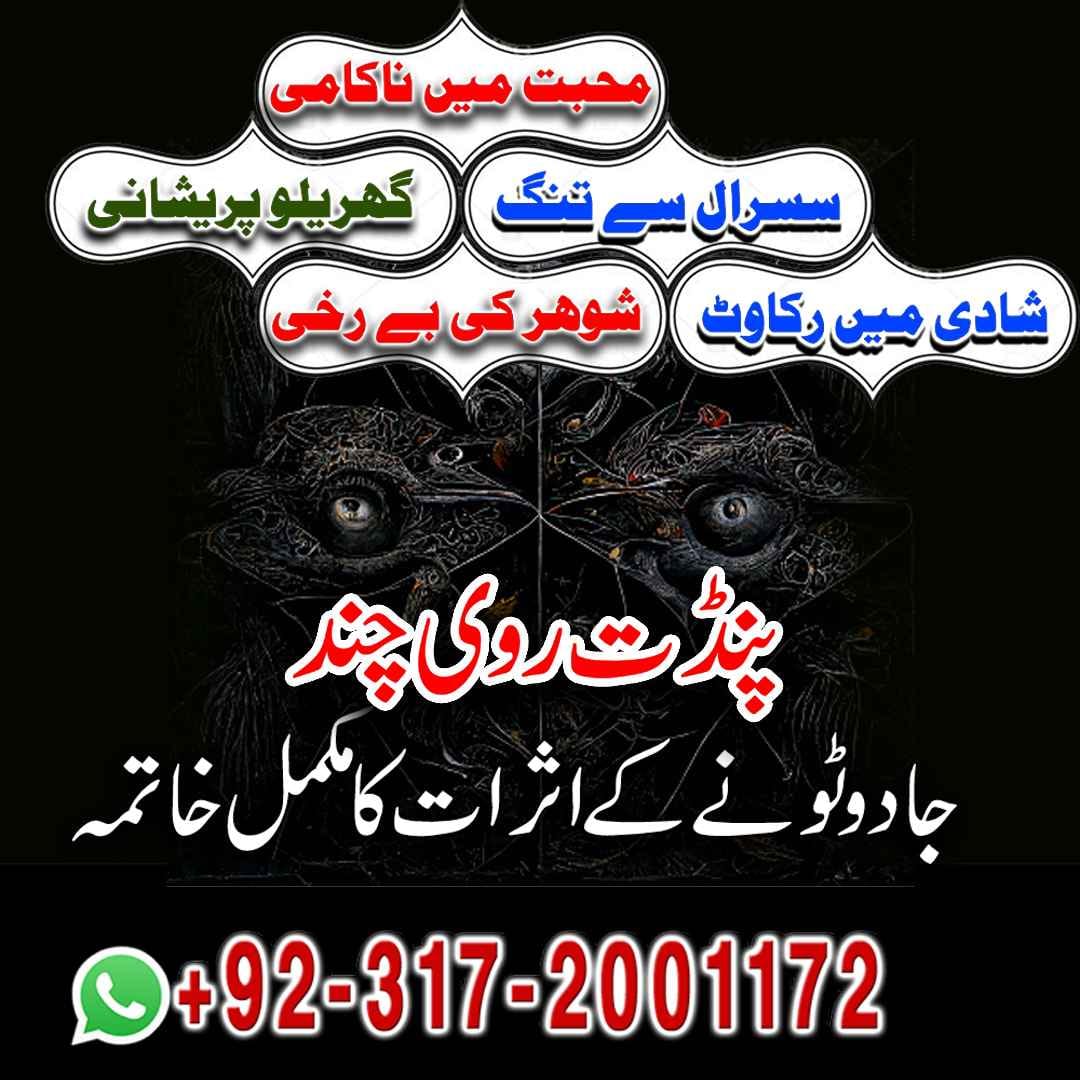 محبت میں ناکامی
سسرال سے تنگ
گھریلو پریشانی
شادی میں رکاوٹ
شوہر کی بے رخی
پنڈت روی چند
جادو ٹونے کے اثرات کا مکمل خاتمہ
+92-317-2001172